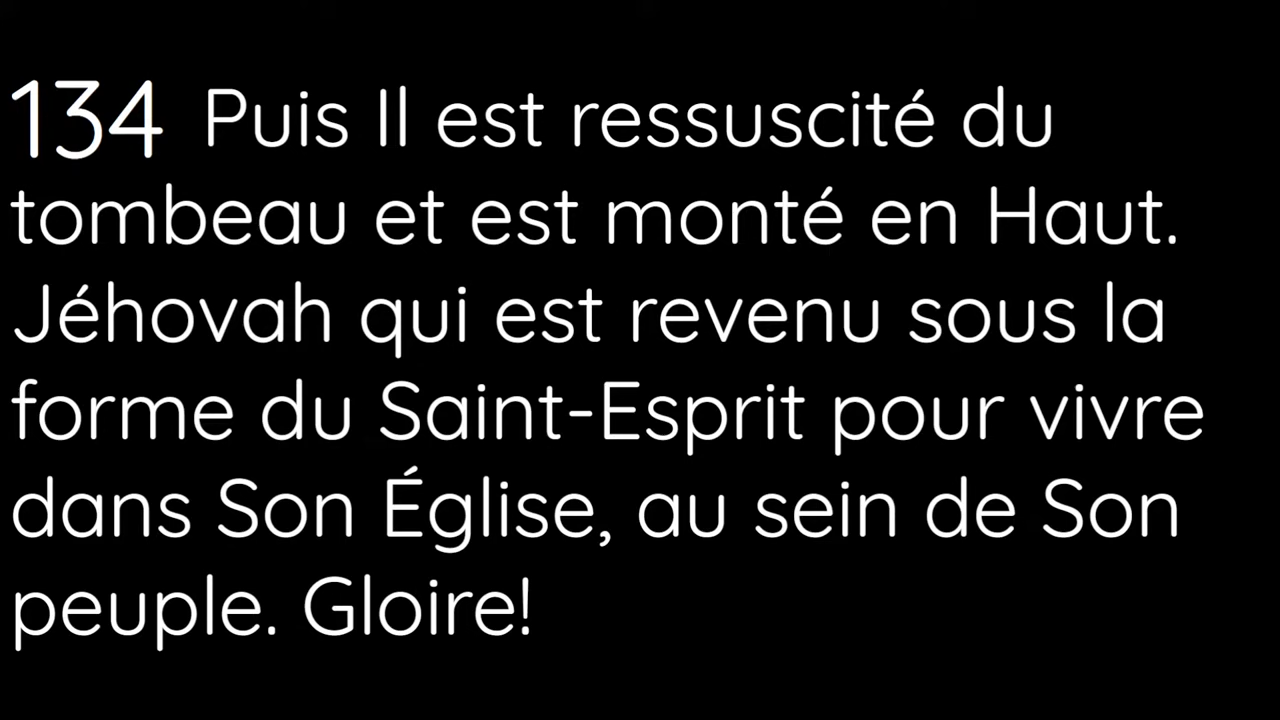 134 Puis Il est ressuscité du
tombeau et est monté en Haut.
Jéhovah qui est revenu sous la
forme du Saint-Esprit pour vivre
dans Son Église, au sein de Son
peuple. Gloire!